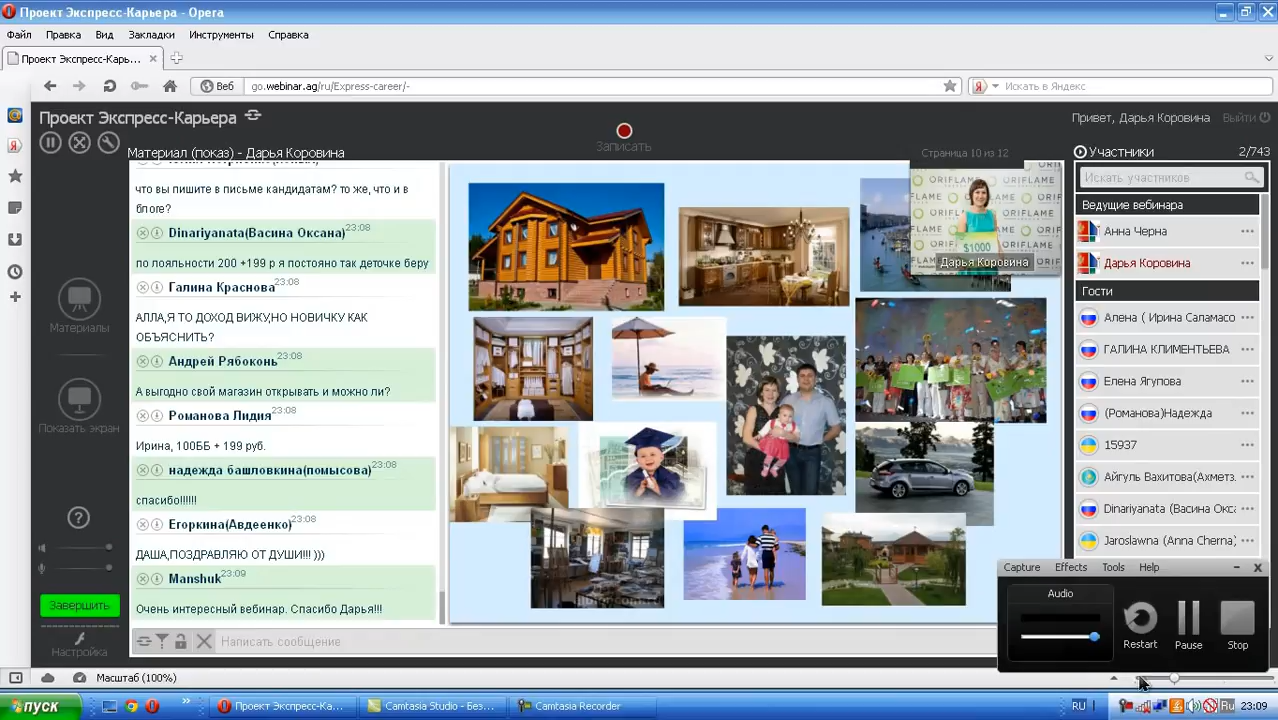 Проект Экспресс-Карьера - Opera
Файл Правка Вид Закладки Инструменты Справка
Проект Экспресс-Карь...
Веб go.webinar.ag/ru/Express-career/- Искать в Яндекс
Проект Экспресс-Карьера
Привет, Дарья Коровина Выйти
Записать
Материал (показ) - Дарья Коровина
Страница 10 из 12
Участники 2/743
что вы пишите в письме кандидатам? то же, что и в
блоге?
Dinariyanata(Васина Оксана) 23:08
по лояльности 200 +199 р.я постояно так деточке беру
Галина Краснова 23:08
АЛЛА,Я ТО ДОХОД ВИЖУ,НО НОВИЧКУ КАК
ОБЪЯСНИТЬ?
Андрей Рябоконь 23:08
А выгодно свой магазин открывать и можно ли?
Романова Лидия 23:08
Ирина, 100ББ + 199 руб.
надежда башловкина(помысова) 23:08
спасибо!!!!!!
Егоркина(Авдеенко) 23:08
ДАША,ПОЗДРАВЛЯЮ ОТ ДУШИ!!! )))
Manshuk 23:09
Очень интересный вебинар. Спасибо Дарья!!!
Написать сообщение
Материалы
Показать экран
Завершить
Настройка
ORIFLAME
$1000
Дарья Коровина
Искать участников
Ведущие вебинара
Анна Черна
Дарья Коровина
Гости
Алена ( Ирина Саламасо
ГАЛИНА КЛИМЕНТЬЕВА
Елена Ягупова
(Романова)Надежда
15937
Айгуль Вахитова(Ахмет:
Dinariyanata (Васина Окс
Jaroslawna (Anna Cherna)
Capture Effects Tools Help
Audio
Restart Pause Stop
Масштаб (100%)
пуск
Проект Экспресс-Ка...
Camtasia Studio - Без...
Camtasia Recorder
RU
Ru
23:09